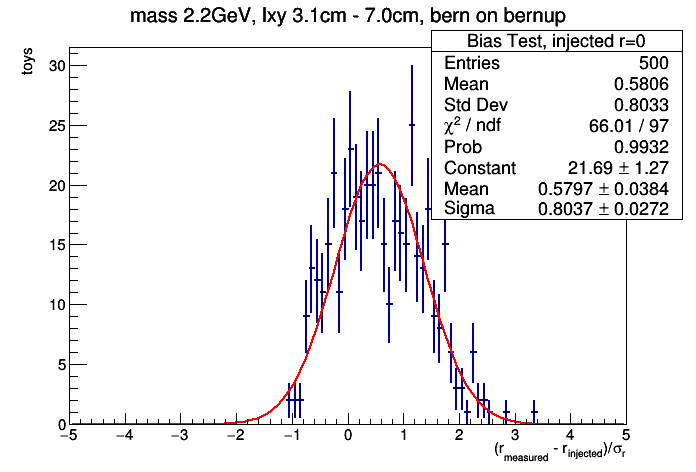 mass 2.2GeV, lxy 3.1cm - 7.0cm, bern on bernup
Bias Test, injected r=0
Entries 500
Mean 0.5806
Std Dev 0.8033
χ² / ndf 66.01 / 97
Prob 0.9932
Constant 21.69 ± 1.27
Mean 0.5797 ± 0.0384
Sigma 0.8037 ± 0.0272
toys
30
25
20
15
10
5
0
−5 −4 −3 −2 −1 0 1 2 3 4 5
(r_measured - r_injected)/σ_r